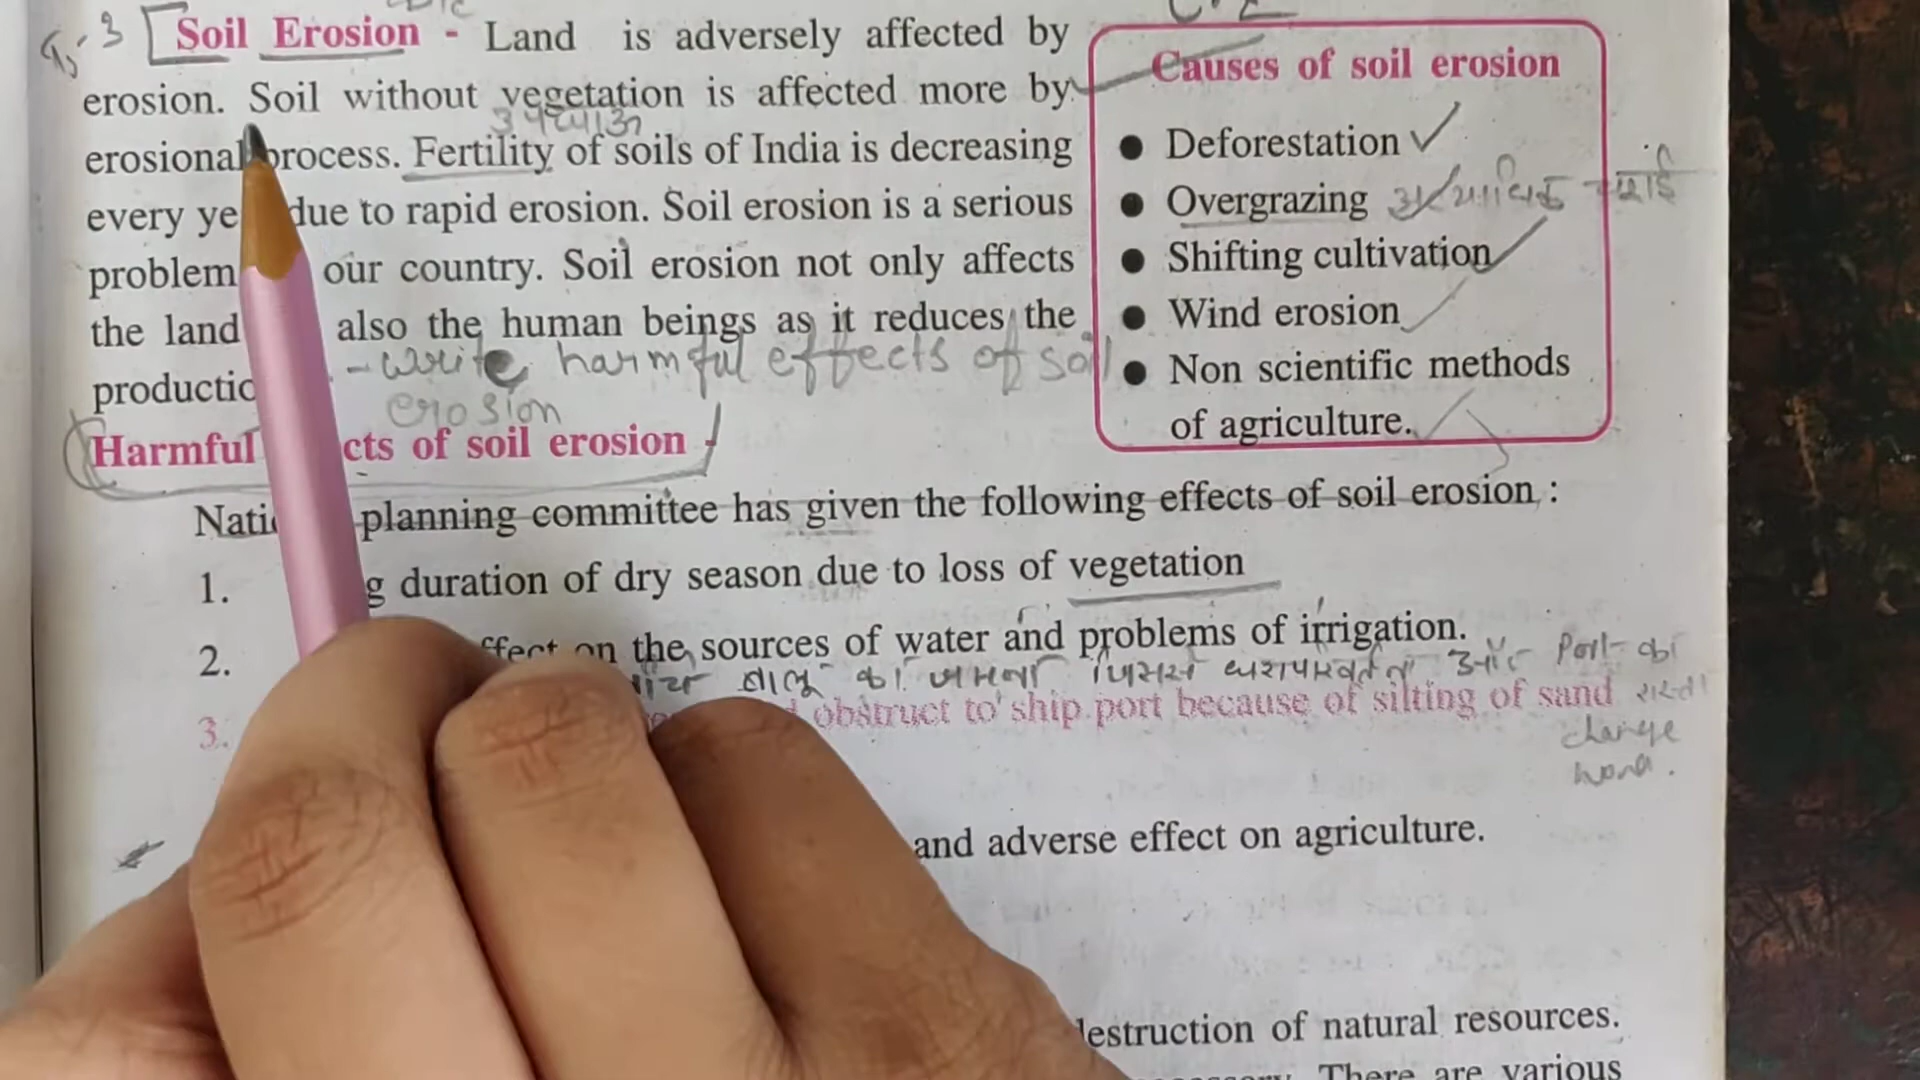 Soil Erosion - Land is adversely affected by
erosion. Soil without vegetation is affected more by
erosional process. Fertility of soils of India is decreasing
every due to rapid erosion. Soil erosion is a serious
problem our country. Soil erosion not only affects
the land also the human beings as it reduces the
- write harmful effects of soil
erosion
Harmful of soil erosion -
Causes of soil erosion
• Deforestation
• Overgrazing
• Shifting cultivation
• Wind erosion
• Non scientific methods
of agriculture.
planning committee has given the following effects of soil erosion :
1. duration of dry season due to loss of vegetation
2. on the sources of water and problems of irrigation.
3. obstruct to ship port because of silting of sand
change
and adverse effect on agriculture.
of natural resources.
There are various